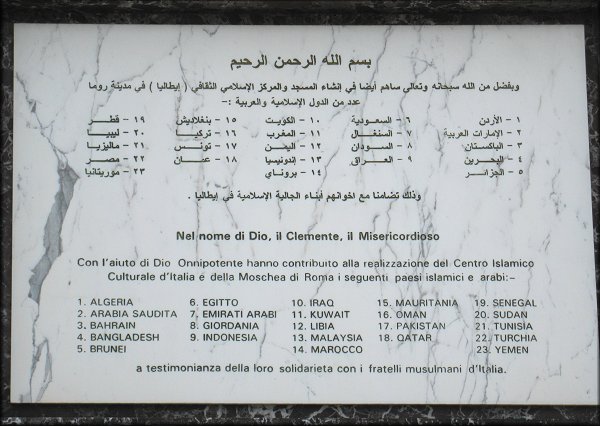 بسم الله الرحمن الرحيم
وبفضل من الله سبحانه وتعالى ساهم أيضا في إنشاء المسجد والمركز الإسلامي الثقافي ( إيطاليا ) في مدينة روما
عدد من الدول الإسلامية والعربية :-
١ - الأردن ٦ - السعودية ١٠ - الكويت ١٥ - بنغلاديش ١٩ - قطر
٢ - الإمارات العربية ٧ - السنغال ١١ - المغرب ١٦ - تركيا ٢٠ - ليبيا
٣ - الباكستان ٨ - السودان ١٢ - اليمن ١٧ - تونس ٢١ - ماليزيا
٤ - البحرين ٩ - العراق ١٣ - إندونيسيا ١٨ - عمان ٢٢ - مصر
٥ - الجزائر ١٤ - بروناي ٢٣ - موريتانيا
وذلك تضامنا مع اخوانهم أبناء الجالية الإسلامية في إيطاليا .
Nel nome di Dio, il Clemente, il Misericordioso
Con l'aiuto di Dio Onnipotente hanno contribuito alla realizzazione del Centro Islamico
Culturale d'Italia e della Moschea di Roma i seguenti paesi islamici e arabi:-
1. ALGERIA 6. EGITTO 10. IRAQ 15. MAURITANIA 19. SENEGAL
2. ARABIA SAUDITA 7. EMIRATI ARABI 11. KUWAIT 16. OMAN 20. SUDAN
3. BAHRAIN 8. GIORDANIA 12. LIBIA 17. PAKISTAN 21. TUNISIA
4. BANGLADESH 9. INDONESIA 13. MALAYSIA 18. QATAR 22. TURCHIA
5. BRUNEI 14. MAROCCO 23. YEMEN
a testimonianza della loro solidarieta con i fratelli musulmani d'Italia.